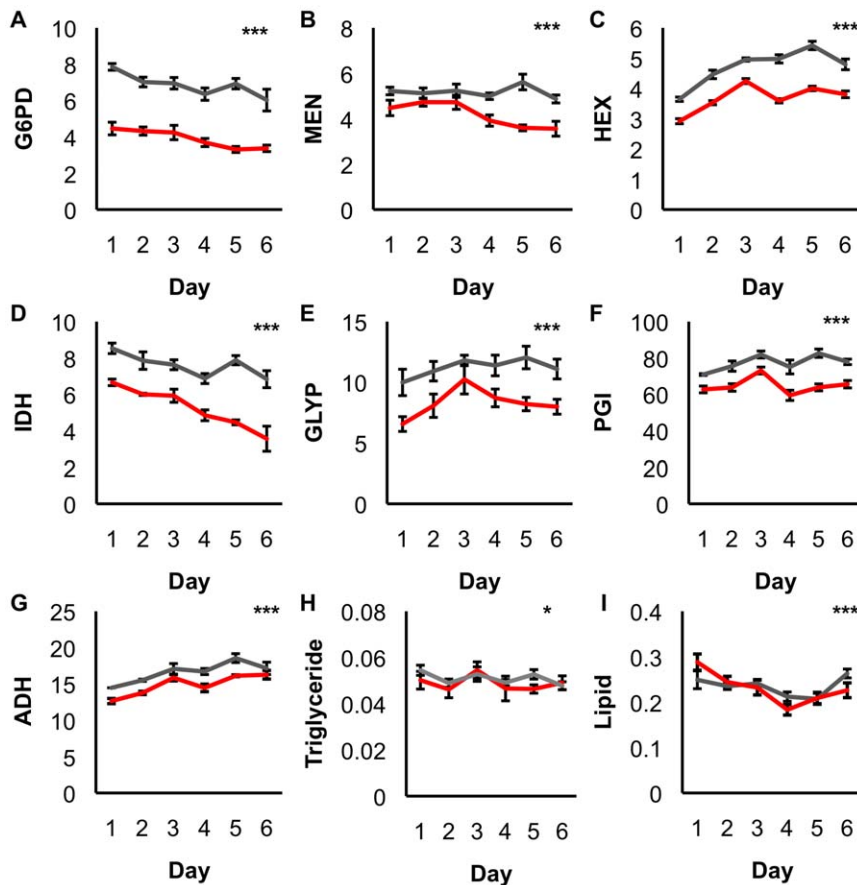 A
***
G6PD
10
8
6
4
2
0
1 2 3 4 5 6
Day
B
***
MEN
8
6
4
2
0
1 2 3 4 5 6
Day
C
***
HEX
6
5
4
3
2
1
0
1 2 3 4 5 6
Day
D
***
IDH
10
8
6
4
2
0
1 2 3 4 5 6
Day
E
***
GLYP
15
10
5
0
1 2 3 4 5 6
Day
F
***
PGI
100
80
60
40
20
0
1 2 3 4 5 6
Day
G
***
ADH
25
20
15
10
5
0
1 2 3 4 5 6
Day
H
*
Triglyceride
0.08
0.06
0.04
0.02
0
1 2 3 4 5 6
Day
I
***
Lipid
0.4
0.3
0.2
0.1
0
1 2 3 4 5 6
Day